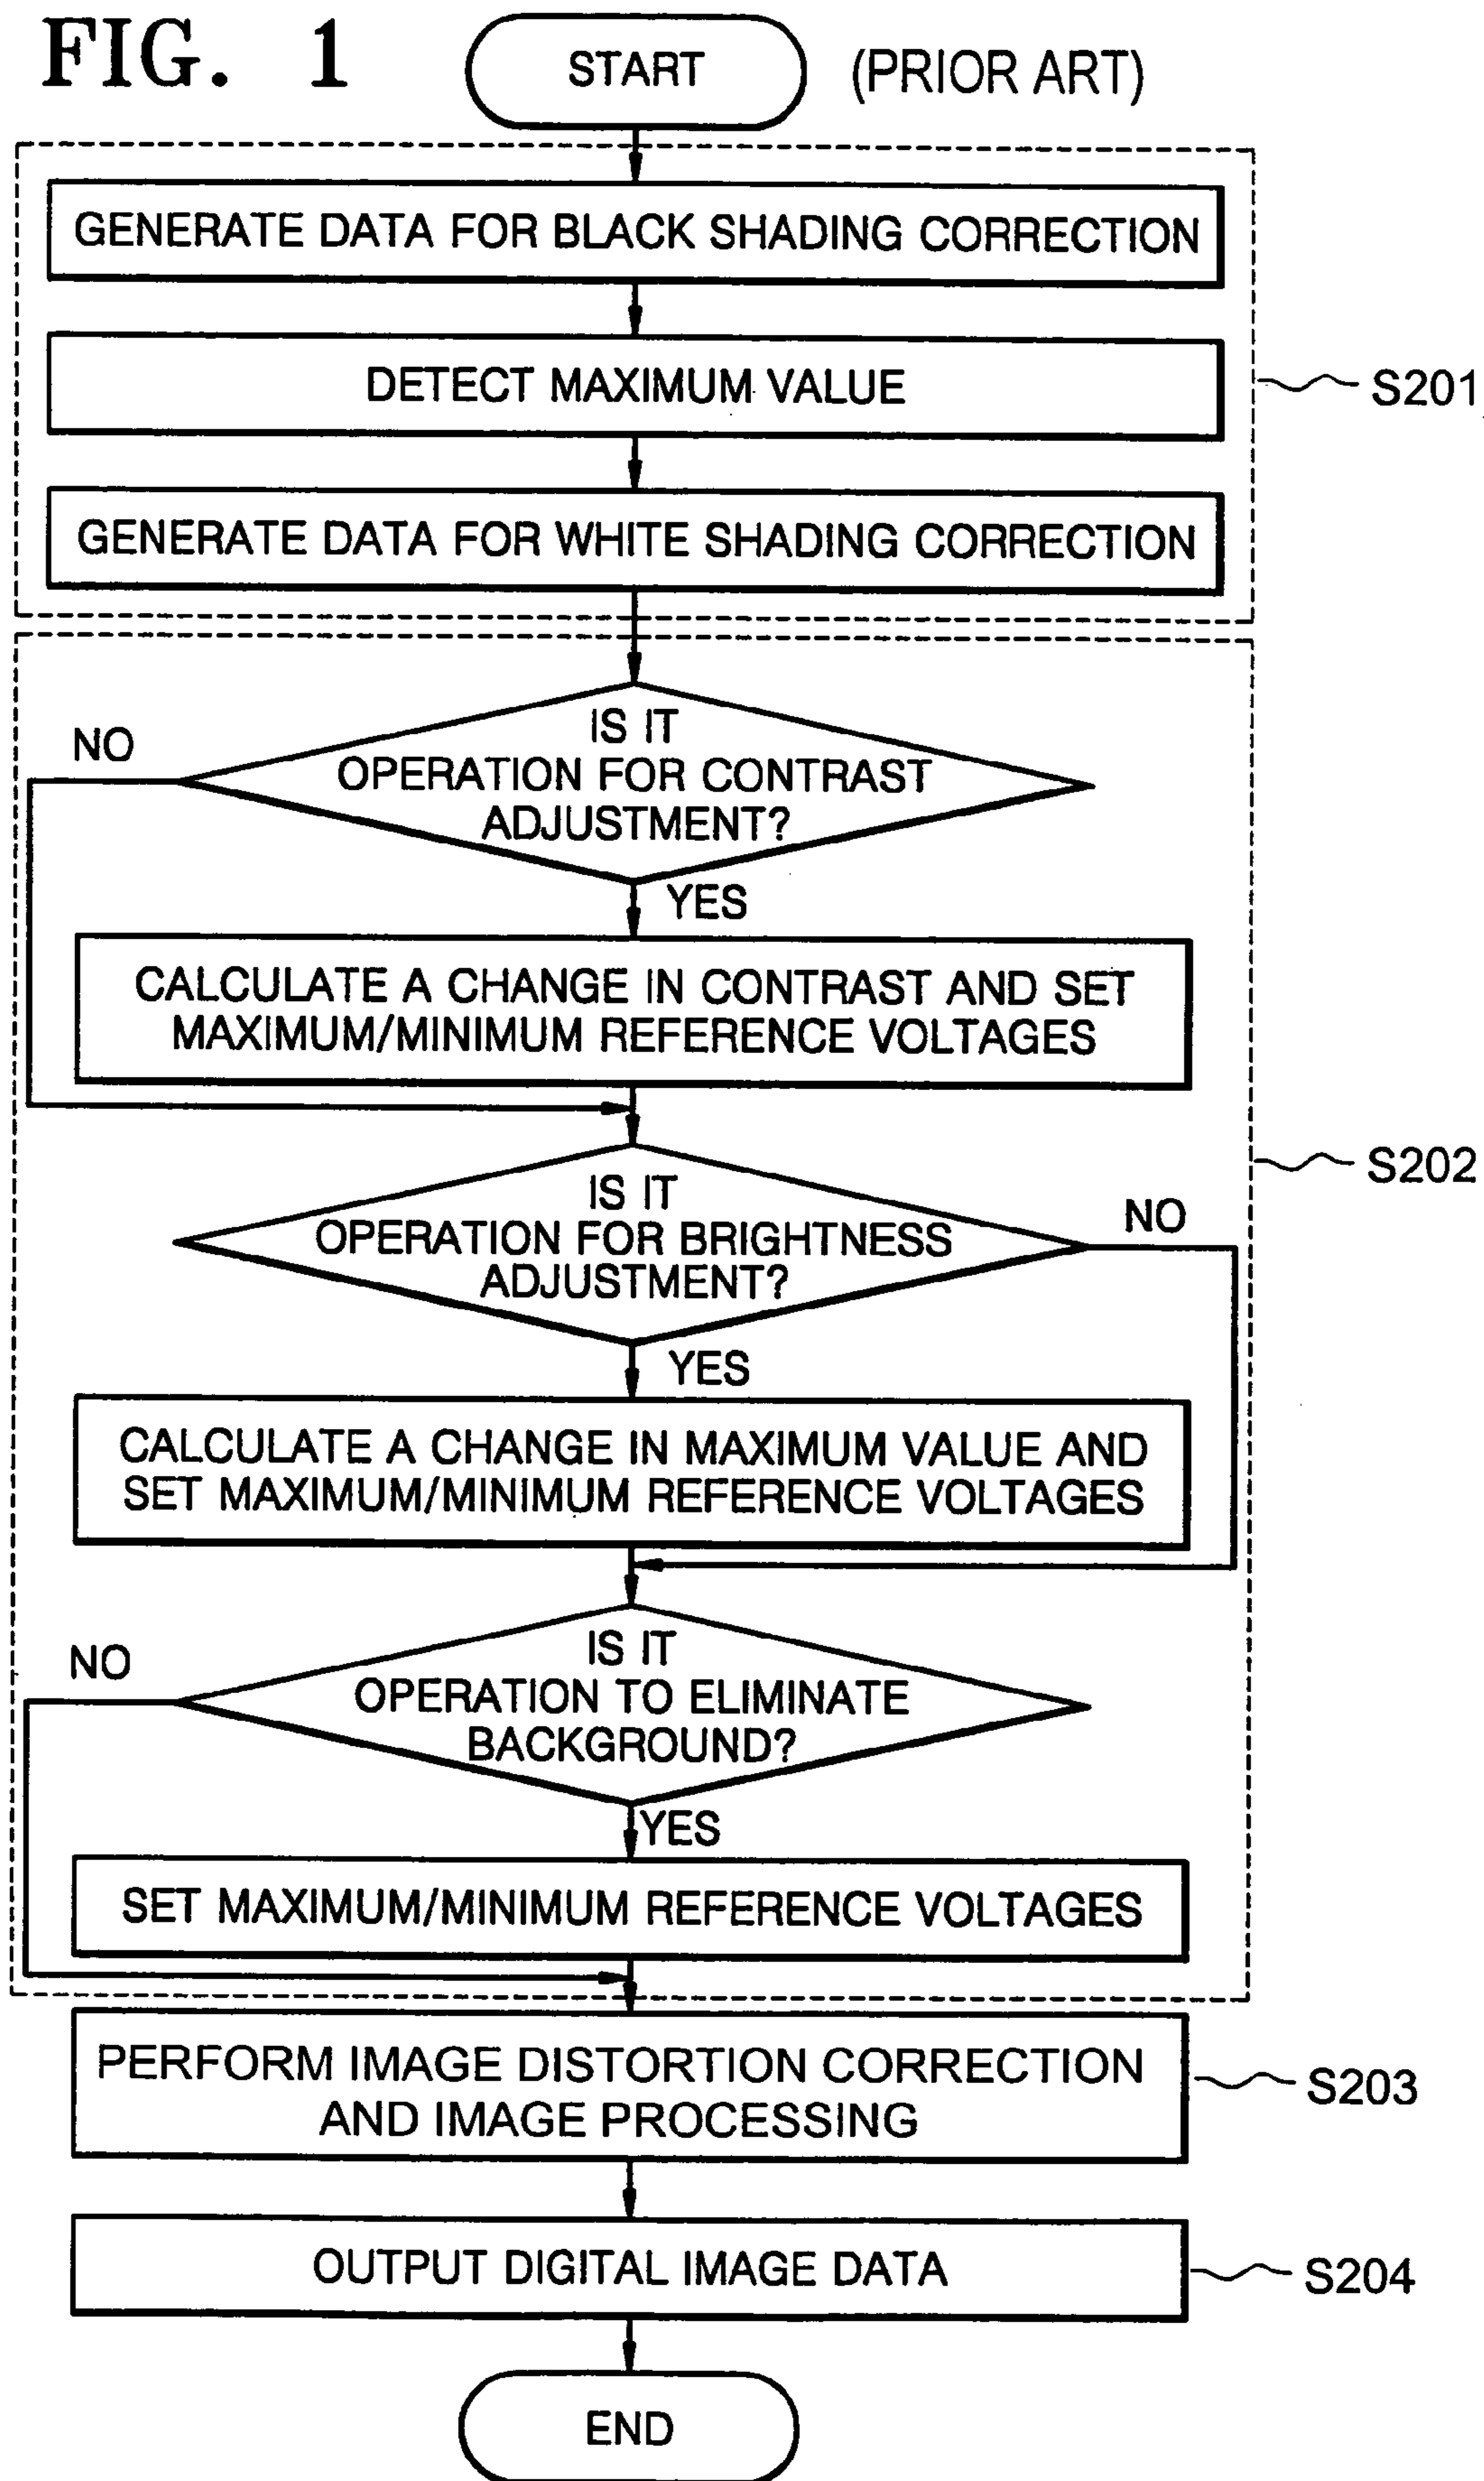 FIG. 1
START
(PRIOR ART)
GENERATE DATA FOR BLACK SHADING CORRECTION
DETECT MAXIMUM VALUE
S201
GENERATE DATA FOR WHITE SHADING CORRECTION
IS IT
OPERATION FOR CONTRAST
ADJUSTMENT?
NO
YES
CALCULATE A CHANGE IN CONTRAST AND SET
MAXIMUM/MINIMUM REFERENCE VOLTAGES
S202
IS IT
OPERATION FOR BRIGHTNESS
ADJUSTMENT?
NO
YES
CALCULATE A CHANGE IN MAXIMUM VALUE AND
SET MAXIMUM/MINIMUM REFERENCE VOLTAGES
IS IT
OPERATION TO ELIMINATE
BACKGROUND?
NO
YES
SET MAXIMUM/MINIMUM REFERENCE VOLTAGES
PERFORM IMAGE DISTORTION CORRECTION
AND IMAGE PROCESSING
S203
OUTPUT DIGITAL IMAGE DATA
S204
END